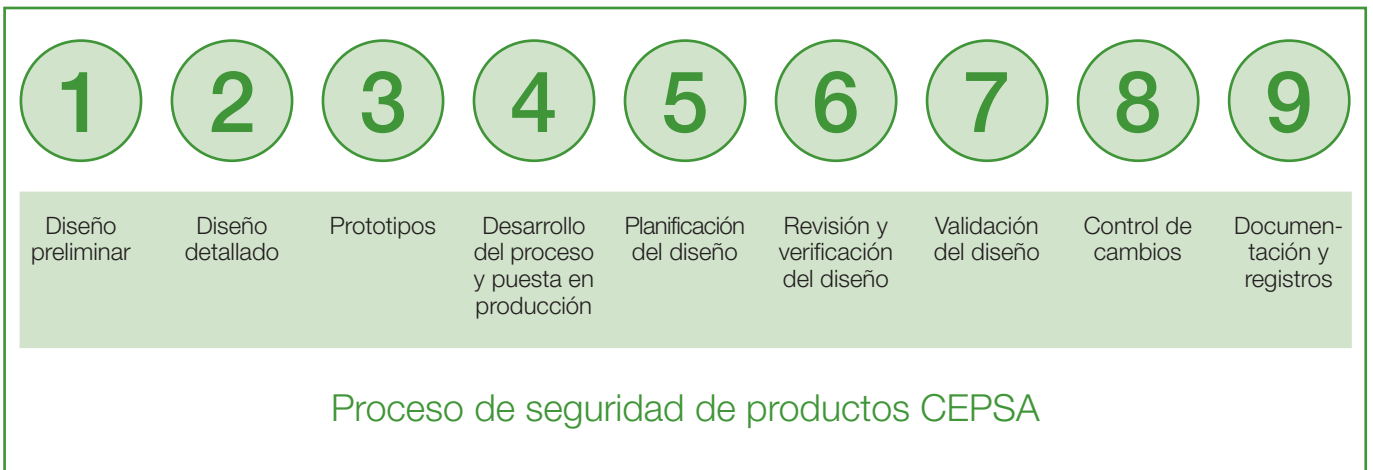 1 2 3 4 5 6 7 8 9
Diseño
preliminar
Diseño
detallado
Prototipos
Desarrollo
del proceso
y puesta en
producción
Planificación
del diseño
Revisión y
verificación
del diseño
Validación
del diseño
Control de
cambios
Documen-
tación y
registros
Proceso de seguridad de productos CEPSA